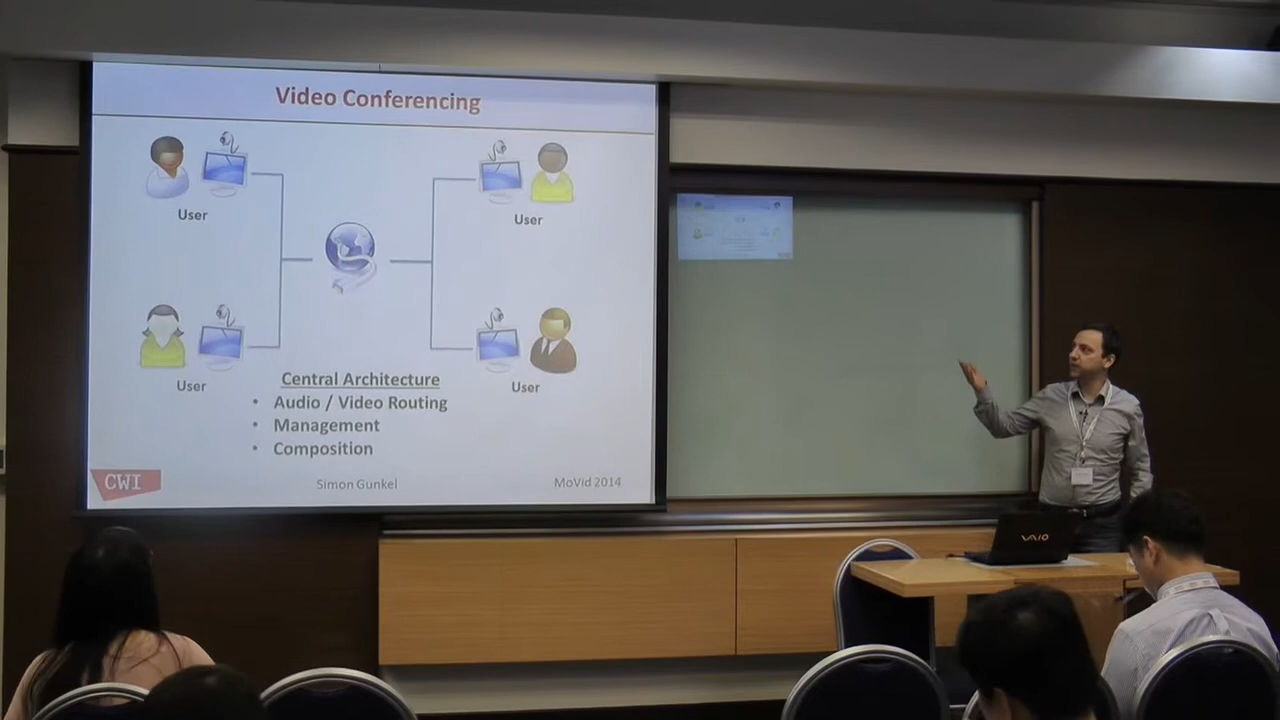 Video Conferencing
User
User
User
User
Central Architecture
• Audio / Video Routing
• Management
• Composition
CWI
Simon Gunkel
MoVid 2014
VAIO